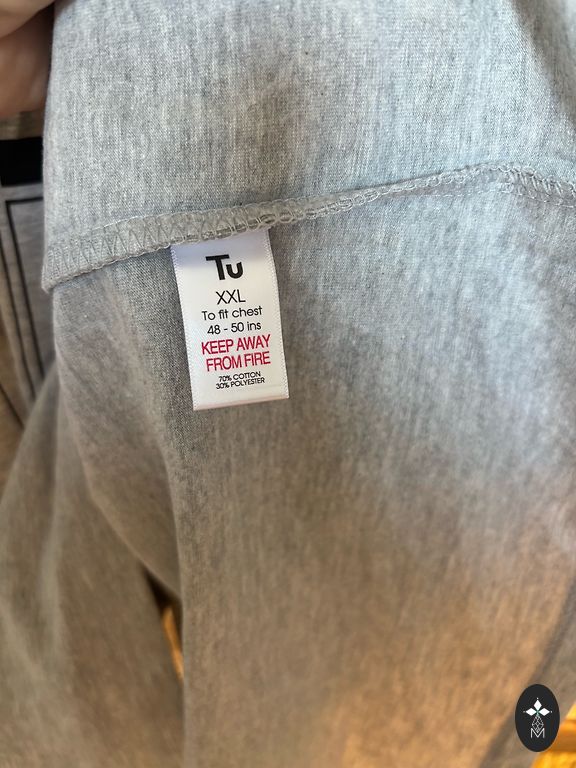 Tu
XXL
To fit chest
48 - 50 ins
KEEP AWAY
FROM FIRE
70% COTTON
30% POLYESTER
M